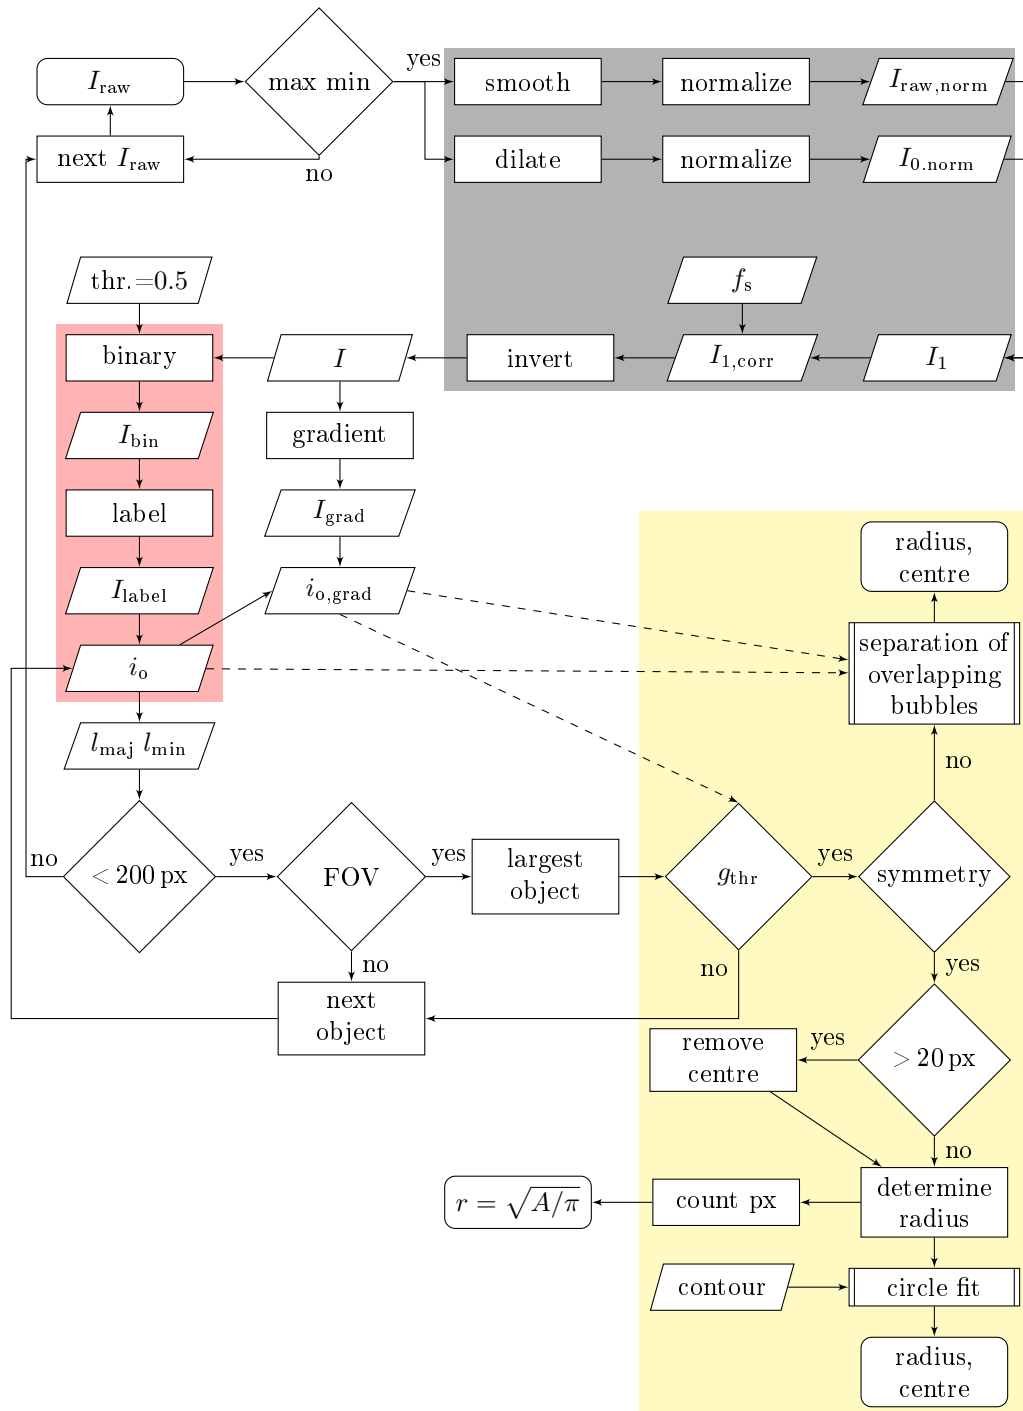 I_raw
max min
yes
smooth
normalize
I_raw,norm
next I_raw
no
dilate
normalize
I_0.norm
thr.=0.5
f_s
binary
I
invert
I_1,corr
I_1
I_bin
gradient
label
I_grad
radius,
centre
I_label
i_o,grad
i_o
separation of
overlapping
bubbles
l_maj l_min
no
no
< 200 px
yes
FOV
yes
largest
object
g_thr
yes
symmetry
no
no
yes
next
object
remove
centre
yes
> 20 px
no
r = √A/π
count px
determine
radius
contour
circle fit
radius,
centre